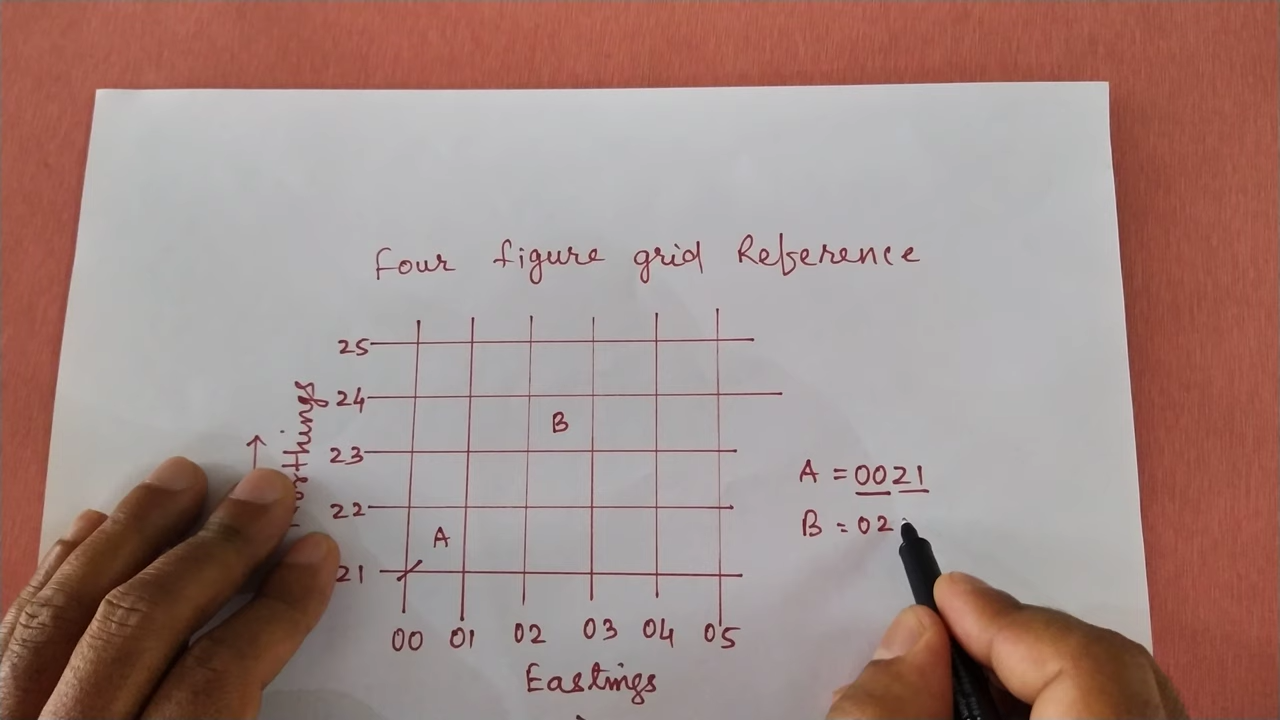 Four figure grid Reference
25
24
B
23
22
A
21
00 01 02 03 04 05
Eastings
A = 0021
B = 02